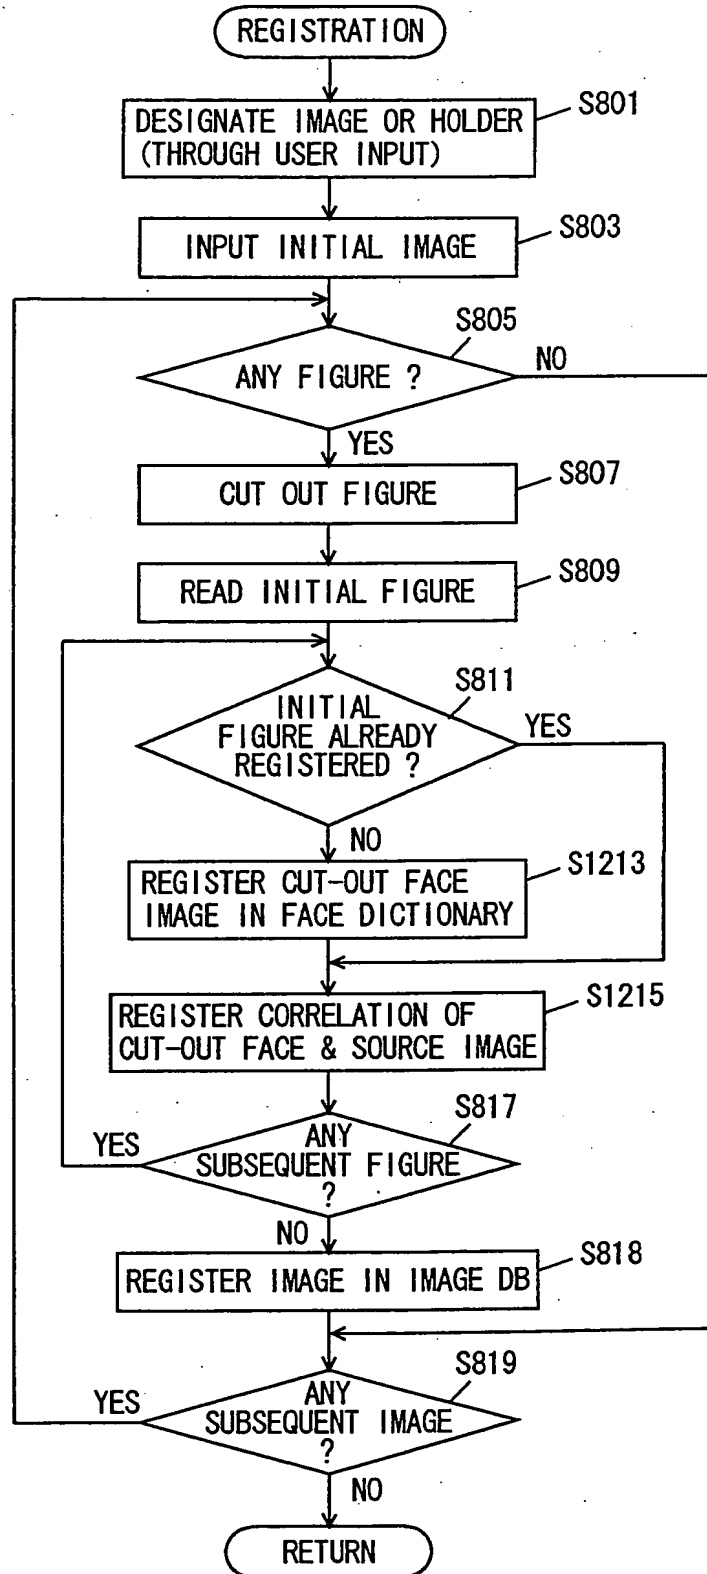 REGISTRATION
S801
DESIGNATE IMAGE OR HOLDER
(THROUGH USER INPUT)
S803
INPUT INITIAL IMAGE
S805
ANY FIGURE ?
NO
YES
S807
CUT OUT FIGURE
S809
READ INITIAL FIGURE
S811
INITIAL
FIGURE ALREADY
REGISTERED ?
YES
NO
S1213
REGISTER CUT-OUT FACE
IMAGE IN FACE DICTIONARY
S1215
REGISTER CORRELATION OF
CUT-OUT FACE & SOURCE IMAGE
S817
YES
ANY
SUBSEQUENT FIGURE
?
NO
S818
REGISTER IMAGE IN IMAGE DB
S819
YES
ANY
SUBSEQUENT IMAGE
?
NO
RETURN